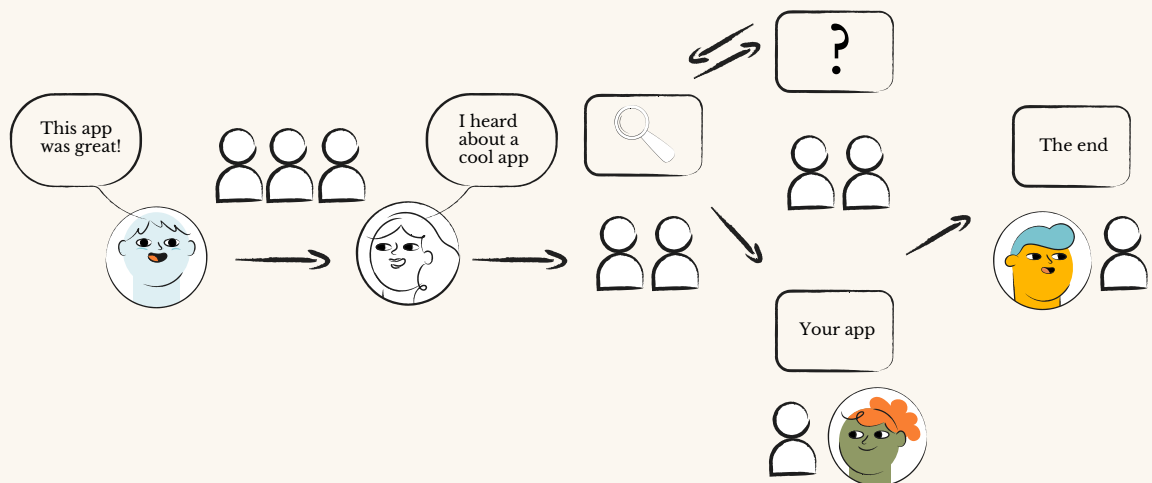 This app
was great!
I heard
about a
cool app
?
The end
Your app